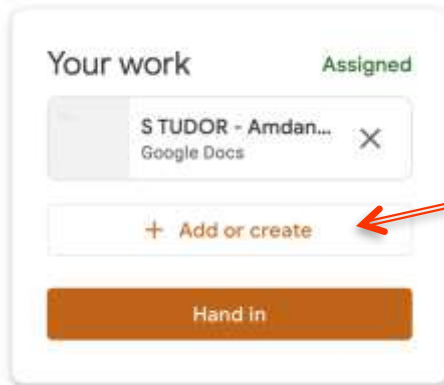 Your work
Assigned
S TUDOR - Amdan...
Google Docs
+ Add or create
Hand in